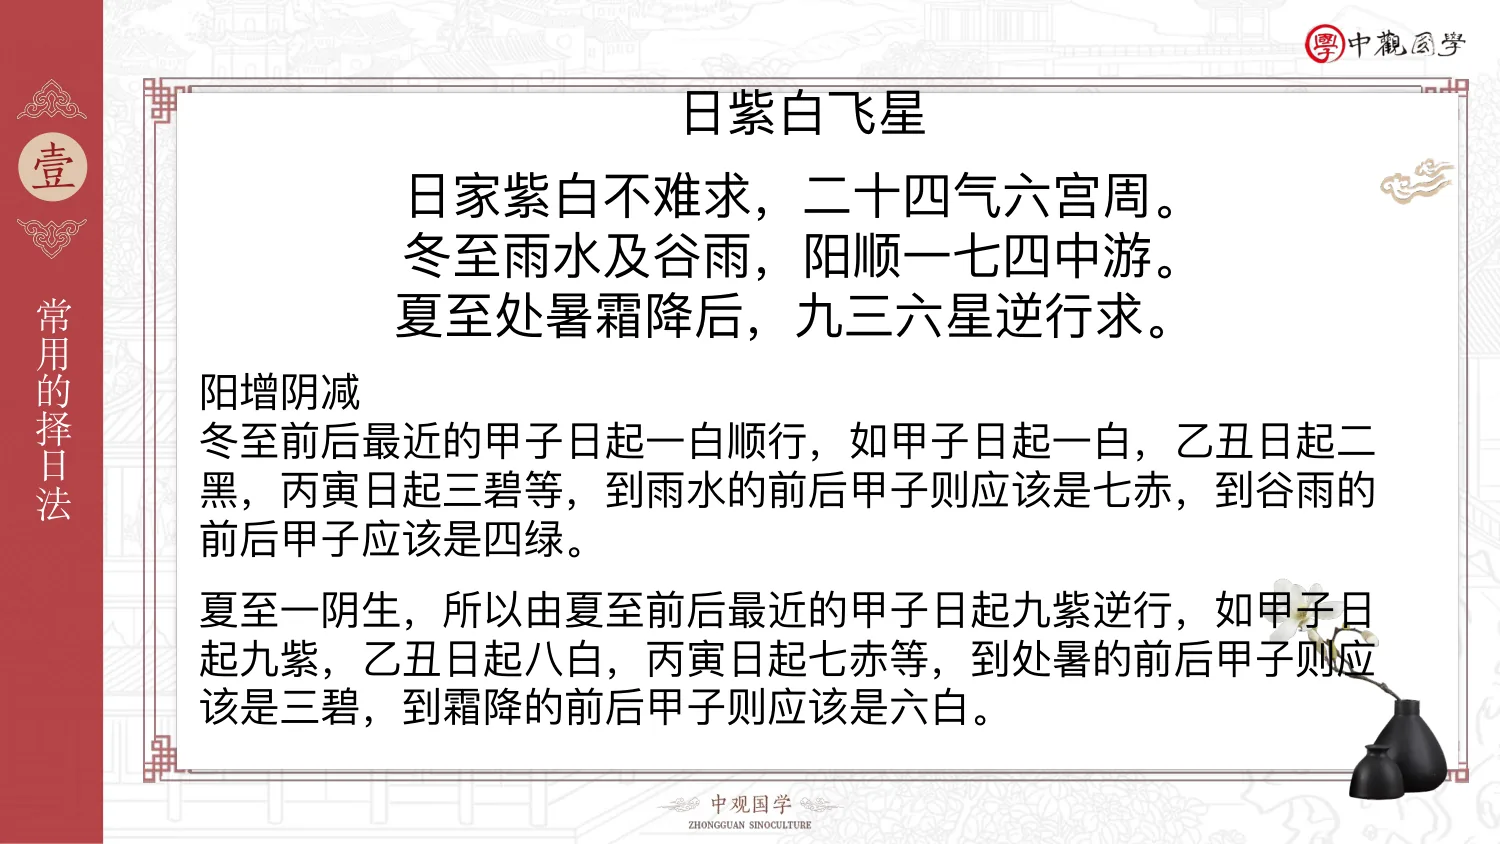 中觀国学
壹
常用的择日法
日紫白飞星
日家紫白不难求，二十四气六宫周。
冬至雨水及谷雨，阳顺一七四中游。
夏至处暑霜降后，九三六星逆行求。
阳增阴减
冬至前后最近的甲子日起一白顺行，如甲子日起一白，乙丑日起二
黑，丙寅日起三碧等，到雨水的前后甲子则应该是七赤，到谷雨的
前后甲子应该是四绿。
夏至一阴生，所以由夏至前后最近的甲子日起九紫逆行，如甲子日
起九紫，乙丑日起八白，丙寅日起七赤等，到处暑的前后甲子则应
该是三碧，到霜降的前后甲子则应该是六白。
中观国学
ZHONGGUAN SINOCULTURE